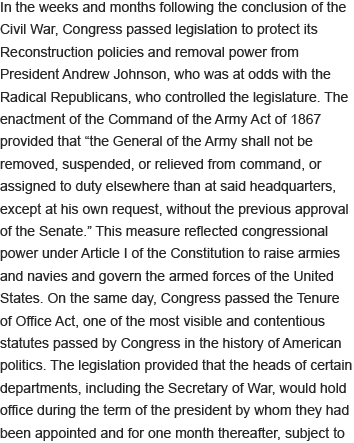 In the weeks and months following the conclusion of the
Civil War, Congress passed legislation to protect its
Reconstruction policies and removal power from
President Andrew Johnson, who was at odds with the
Radical Republicans, who controlled the legislature. The
enactment of the Command of the Army Act of 1867
provided that “the General of the Army shall not be
removed, suspended, or relieved from command, or
assigned to duty elsewhere than at said headquarters,
except at his own request, without the previous approval
of the Senate.” This measure reflected congressional
power under Article I of the Constitution to raise armies
and navies and govern the armed forces of the United
States. On the same day, Congress passed the Tenure
of Office Act, one of the most visible and contentious
statutes passed by Congress in the history of American
politics. The legislation provided that the heads of certain
departments, including the Secretary of War, would hold
office during the term of the president by whom they had
been appointed and for one month thereafter, subject to